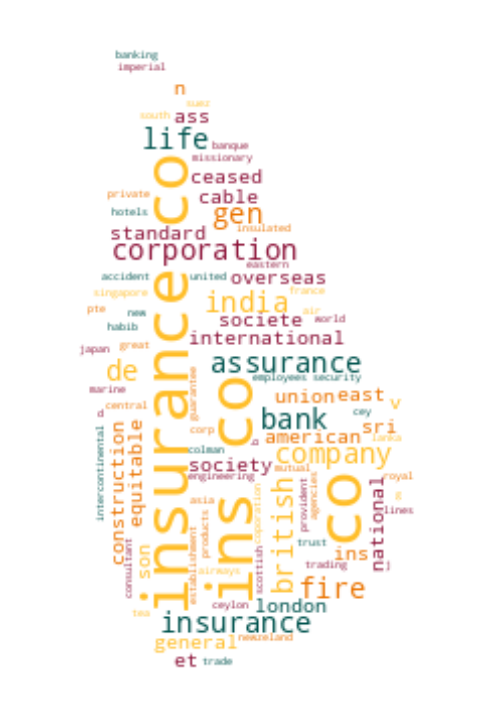 banking
imperial
n
suez
south ass
life banque
missionary
ceased
private cable
hotels gen
standard insulated
corporation
eastern
accident united overseas
singapore india france
pte new societe air world
habib international
japan great
de assurance
marine employees security
insurance co
guarantee
ins co
union east v
d central cey
bank sri
corp american lanka
intercontinental
construction
equitable
colman company
society mutual
engineering
british
provident
agencies
co
royal
g
national lines
asia
products
coporation
establishment
consultant
son
airways
scottish
trust
trading ins j
fire
tea ceylon london
insurance
general newzeland
et trade